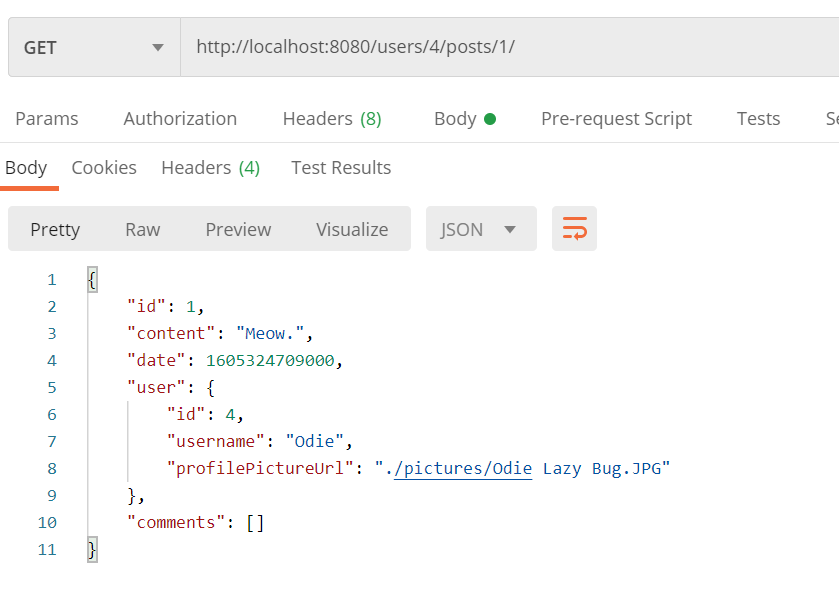 GET http://localhost:8080/users/4/posts/1/
Params Authorization Headers (8) Body Pre-request Script Tests Se
Body Cookies Headers (4) Test Results
Pretty Raw Preview Visualize JSON
1 {
2 "id": 1,
3 "content": "Meow.",
4 "date": 1605324709000,
5 "user": {
6 "id": 4,
7 "username": "Odie",
8 "profilePictureUrl": "./pictures/Odie Lazy Bug.JPG"
9 },
10 "comments": []
11 }